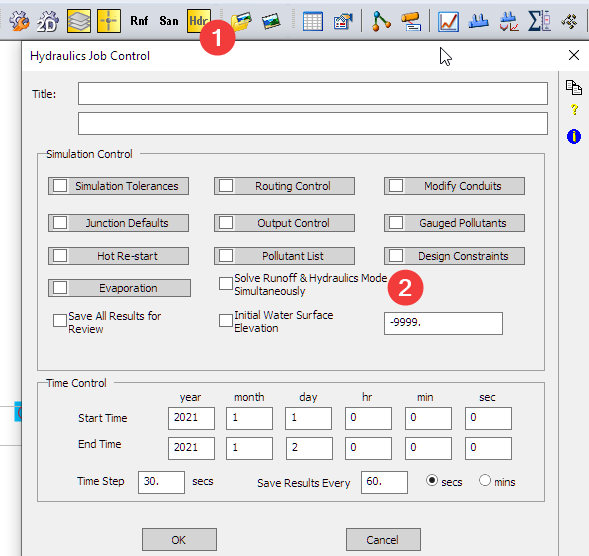 2D Rnf San Hdr
1
Hydraulics Job Control
Title:
Simulation Control
Simulation Tolerances Routing Control Modify Conduits
Junction Defaults Output Control Gauged Pollutants
Hot Re-start Pollutant List Design Constraints
Evaporation
Solve Runoff & Hydraulics Mode
Simultaneously
2
Save All Results for
Review
Initial Water Surface
Elevation
-9999.
Time Control
year month day hr min sec
Start Time 2021 1 1 0 0 0
End Time 2021 1 2 0 0 0
Time Step 30. secs Save Results Every 60. secs mins
OK Cancel